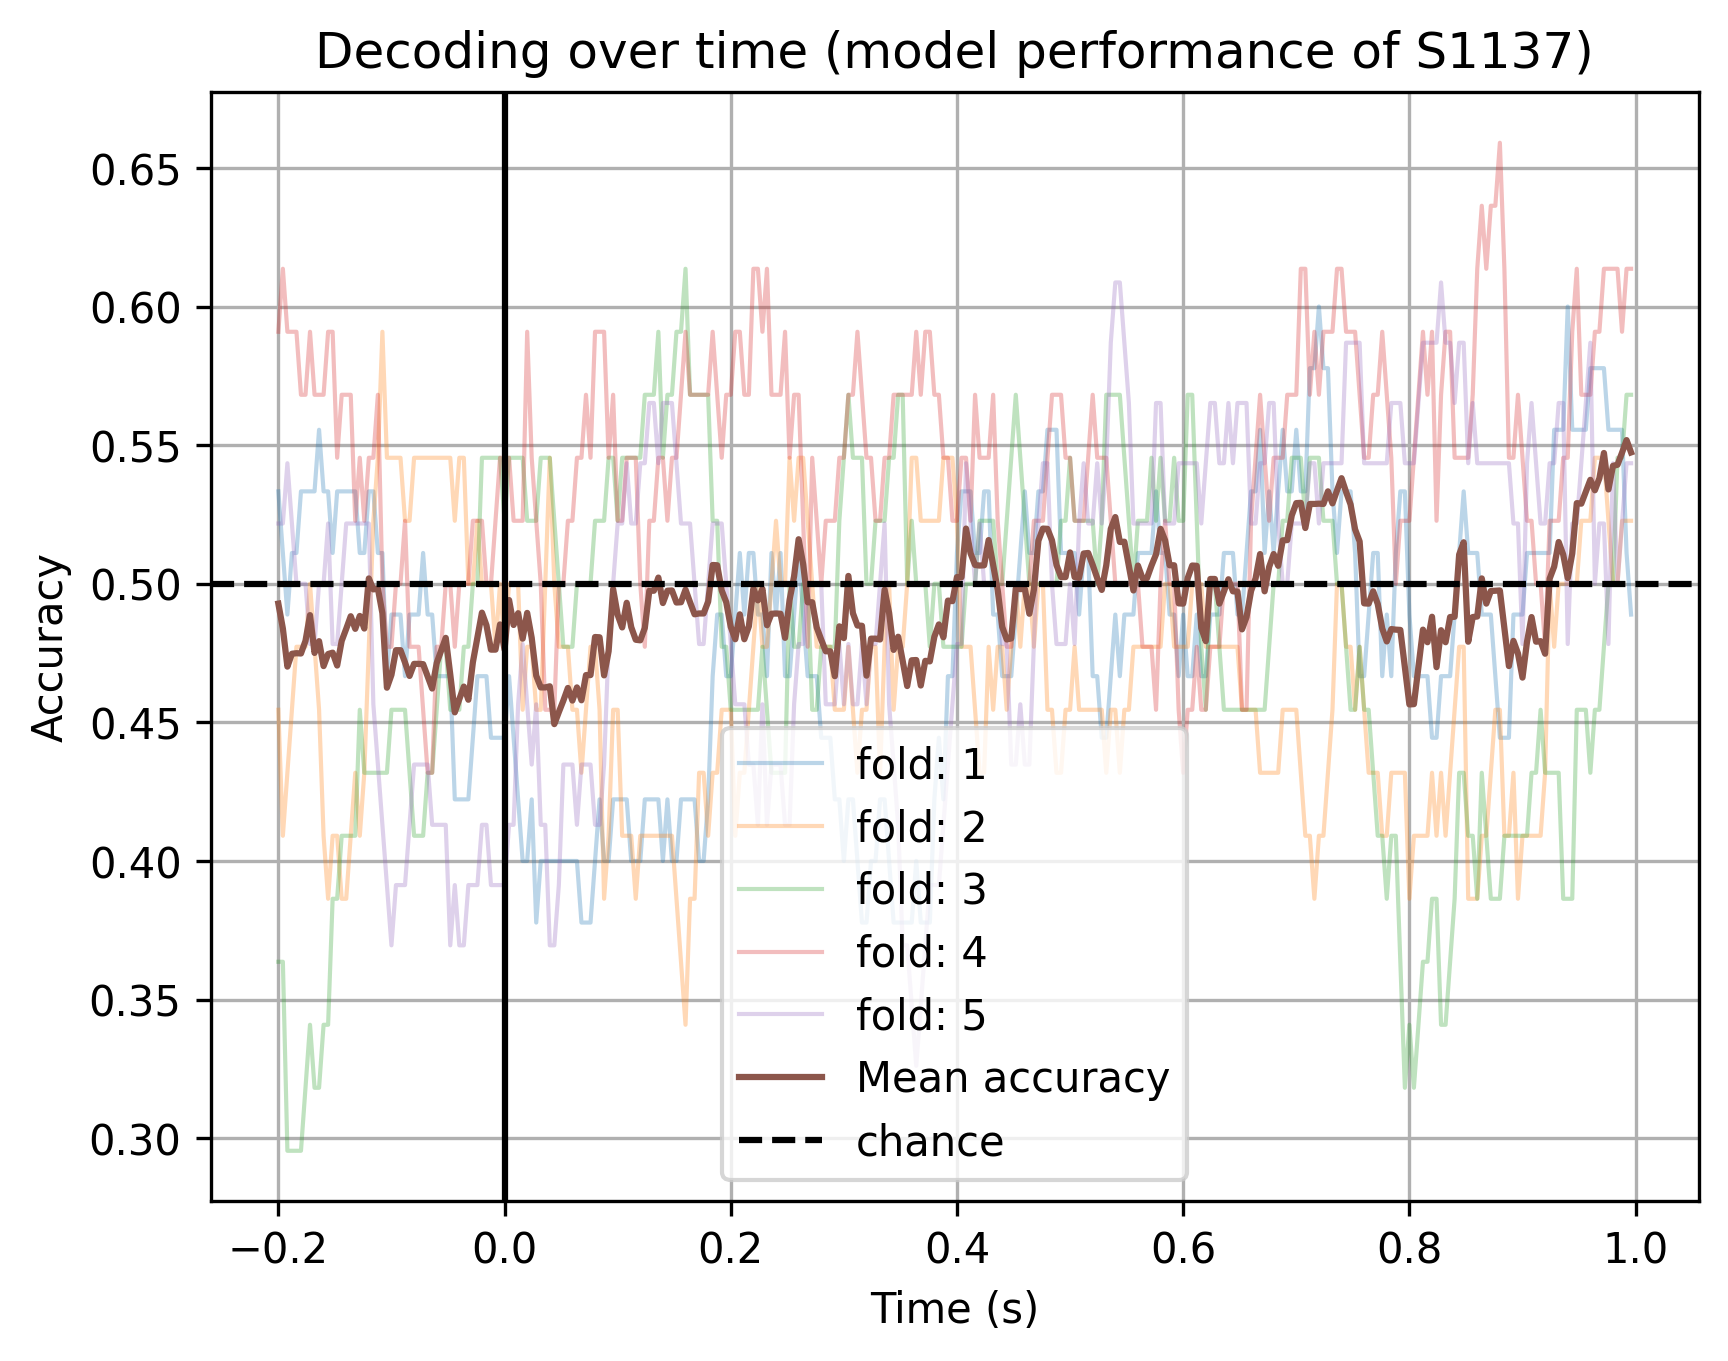 Decoding over time (model performance of S1137)
Accuracy
0.65
0.60
0.55
0.50
0.45
0.40
0.35
0.30
fold: 1
fold: 2
fold: 3
fold: 4
fold: 5
Mean accuracy
chance
−0.2 0.0 0.2 0.4 0.6 0.8 1.0
Time (s)